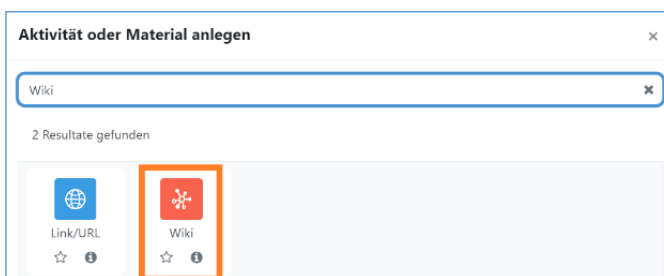 Aktivität oder Material anlegen
Wiki
2 Resultate gefunden
Link/URL
Wiki